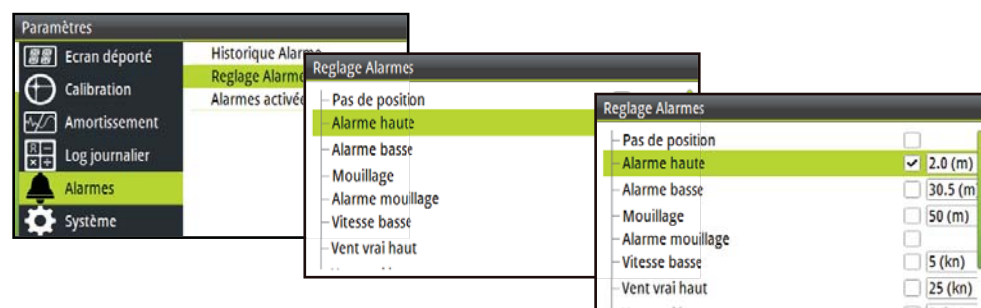 Paramètres
Ecran déporté
Calibration
Amortissement
Log journalier
Alarmes
Système
Historique
Reglage Alarme
Alarmes
Reglage Alarmes
Pas de position
Alarme haute
Alarme basse
Mouillage
Alarme mouillage
Vitesse basse
Vent vrai haut
Reglage Alarmes
Pas de position
Alarme haute 2.0 (m)
Alarme basse 30.5 (m
Mouillage 50 (m)
Alarme mouillage
Vitesse basse 5 (kn)
Vent vrai haut 25 (kn)